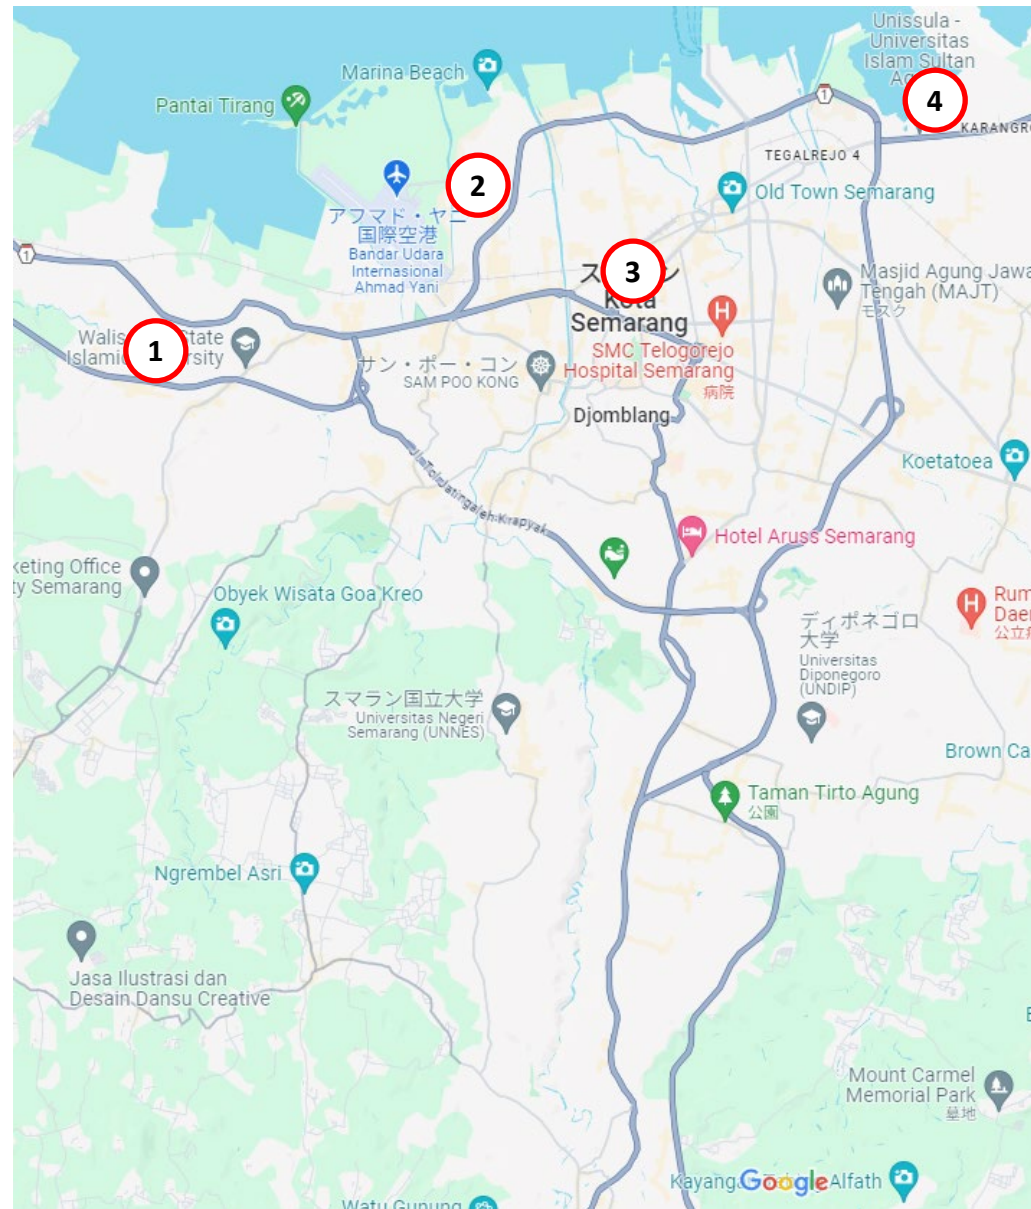 Unissula -
Universitas
Islam Sultan
4
KARANGR
1
Marina Beach
Pantai Tirang
TEGALREJO 4
2
Old Town Semarang
アフマド・ヤニ
国際空港
Bandar Udara
Internasional
Ahmad Yani
1
3
Kota
Semarang
Masjid Agung Jawa
Tengah (MAJT)
モスク
1
State
SMC Telogorejo
Hospital Semarang
病院
サン・ポー・コン
SAM POO KONG
Djomblang
Koetatoea
Jl. Tol Jatingaleh-Krapyak
Hotel Aruss Semarang
keting Office
ty Semarang
Obyek Wisata Goa Kreo
Rum
Daer
ディポネゴロ
大学
Universitas
Diponegoro
(UNDIP)
スマラン国立大学
Universitas Negeri
Semarang (UNNES)
Brown Ca
Taman Tirto Agung
公園
Ngrembel Asri
Jasa Ilustrasi dan
Desain Dansu Creative
Mount Carmel
Memorial Park
墓地
Google
Alfath
Watu Gunung